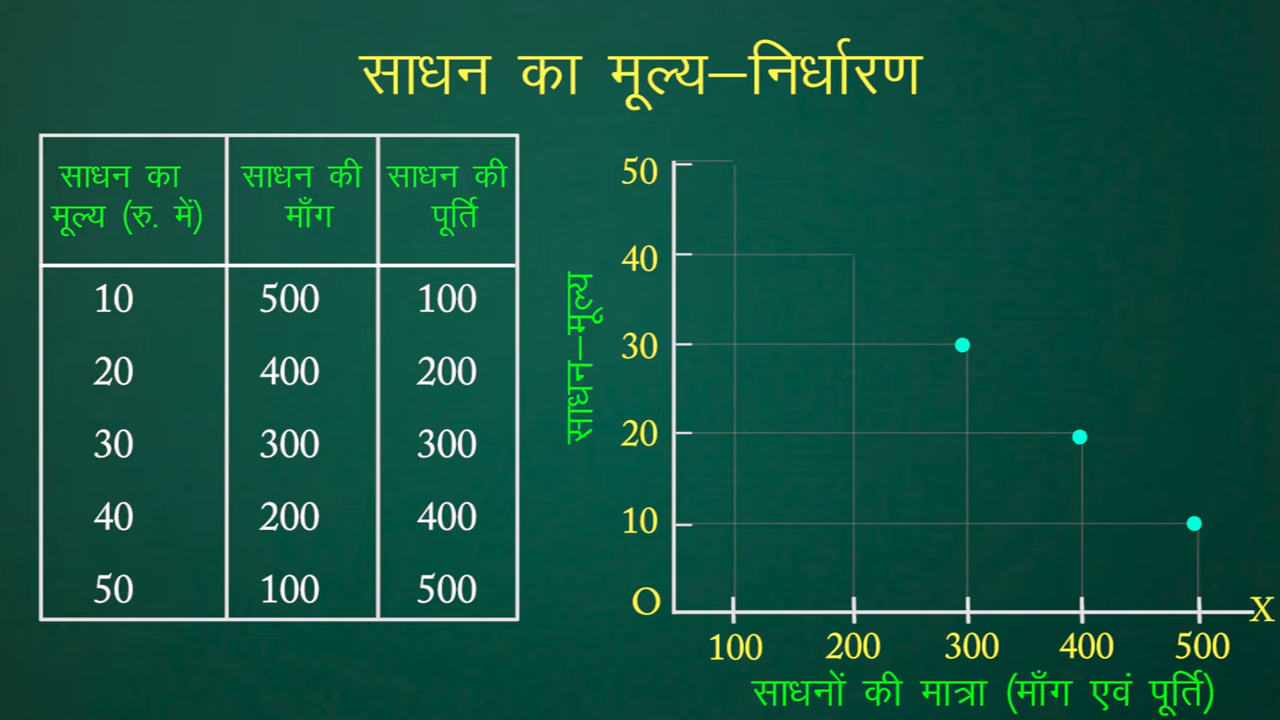 साधन का मूल्य–निर्धारण
साधन का मूल्य (रु. में) साधन की माँग साधन की पूर्ति
10 500 100
20 400 200
30 300 300
40 200 400
50 100 500
साधन–मूल्य
50
40
30
20
10
O
X
100 200 300 400 500
साधनों की मात्रा (माँग एवं पूर्ति)